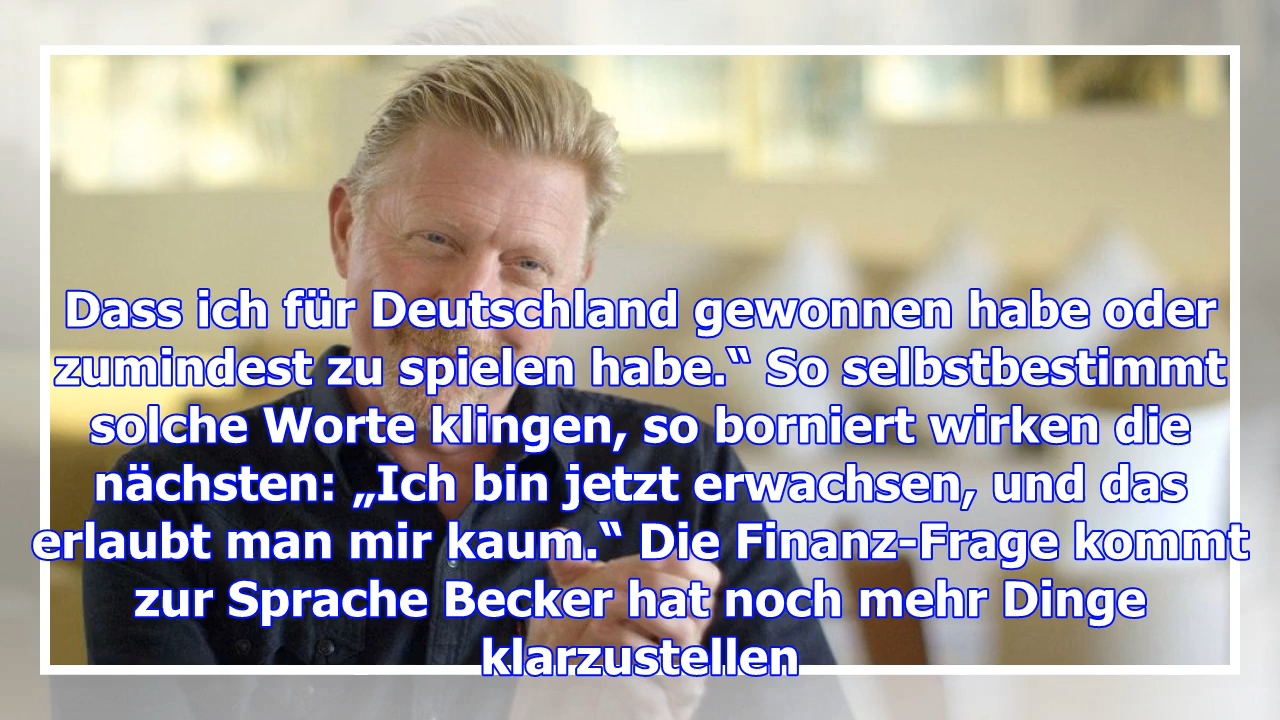 Dass ich für Deutschland gewonnen habe oder
zumindest zu spielen habe.“ So selbstbestimmt
solche Worte klingen, so borniert wirken die
nächsten: „Ich bin jetzt erwachsen, und das
erlaubt man mir kaum.“ Die Finanz-Frage kommt
zur Sprache Becker hat noch mehr Dinge
klarzustellen